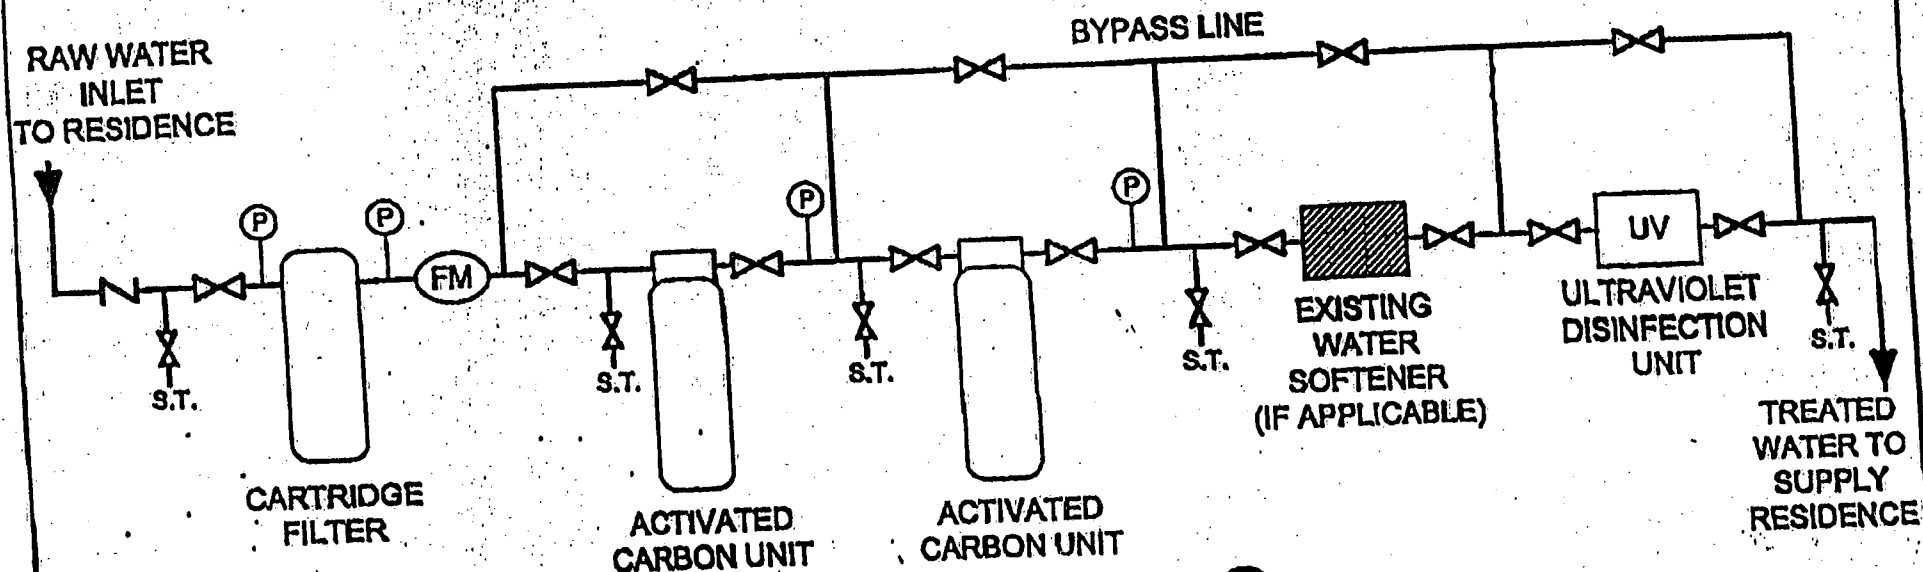 BYPASS LINE
RAW WATER
INLET
TO RESIDENCE
P
P
P
P
FM
UV
S.T.
S.T.
S.T.
S.T.
S.T.
CARTRIDGE
FILTER
ACTIVATED
CARBON UNIT
ACTIVATED
CARBON UNIT
EXISTING
WATER
SOFTENER
(IF APPLICABLE)
ULTRAVIOLET
DISINFECTION
UNIT
TREATED
WATER TO
SUPPLY
RESIDENCE